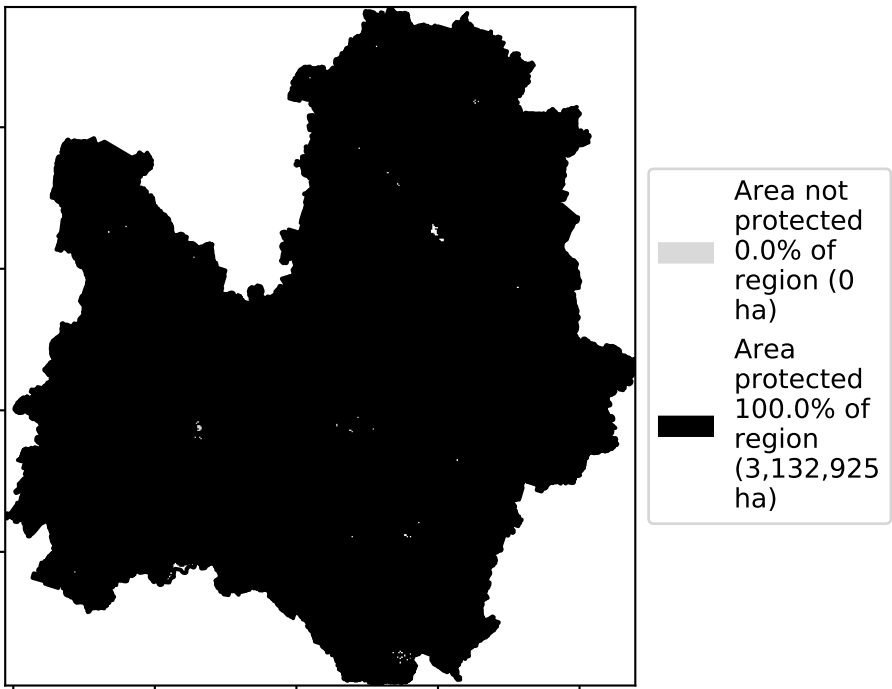 Area not
protected
0.0% of
region (0
ha)
Area
protected
100.0% of
region
(3,132,925
ha)